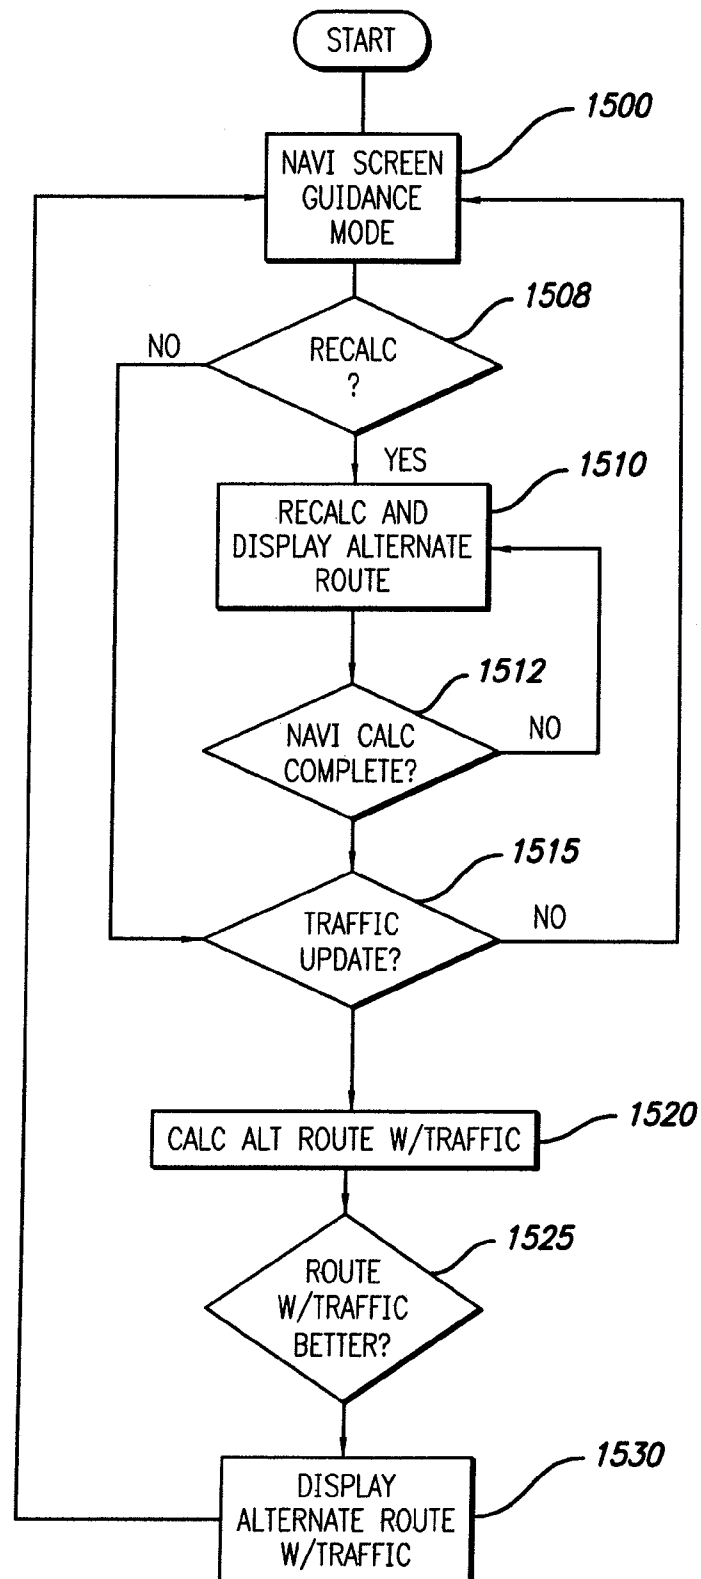 START
1500
NAVI SCREEN
GUIDANCE
MODE
1508
NO
RECALC
?
YES
1510
RECALC AND
DISPLAY ALTERNATE
ROUTE
1512
NAVI CALC
COMPLETE?
NO
1515
TRAFFIC
UPDATE?
NO
1520
CALC ALT ROUTE W/TRAFFIC
1525
ROUTE
W/TRAFFIC
BETTER?
1530
DISPLAY
ALTERNATE ROUTE
W/TRAFFIC